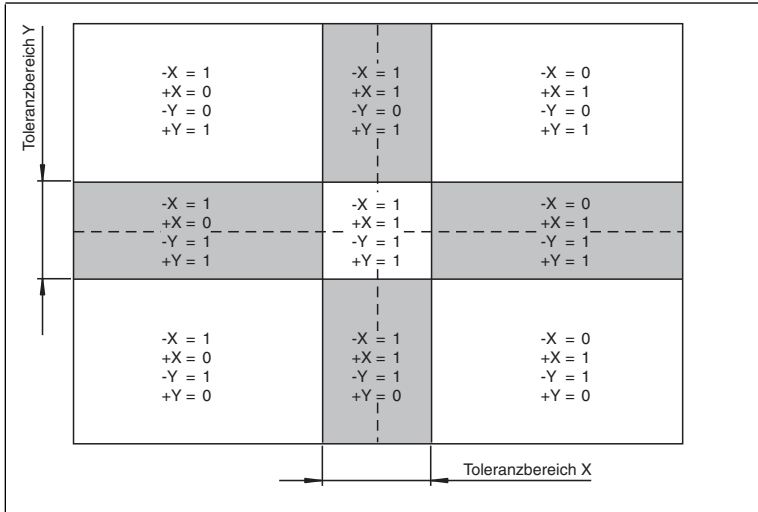 Toleranzbereich Y
-X = 1
+X = 0
-Y = 0
+Y = 1
-X = 1
+X = 1
-Y = 0
+Y = 1
-X = 0
+X = 1
-Y = 0
+Y = 1
-X = 1
+X = 0
-Y = 1
+Y = 1
-X = 1
+X = 1
-Y = 1
+Y = 1
-X = 0
+X = 1
-Y = 1
+Y = 1
-X = 1
+X = 0
-Y = 1
+Y = 0
-X = 1
+X = 1
-Y = 1
+Y = 0
-X = 0
+X = 1
-Y = 1
+Y = 0
Toleranzbereich X